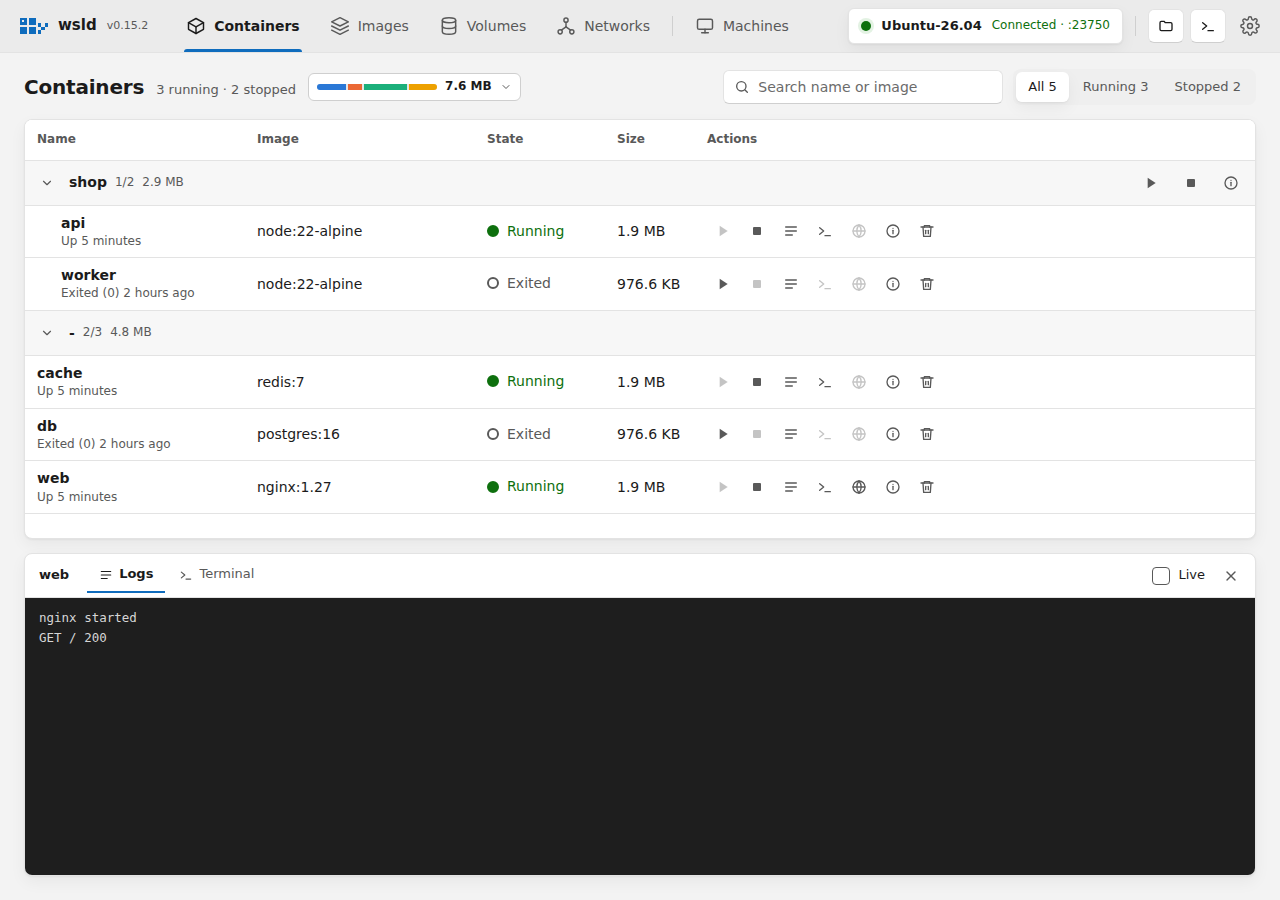 wsld v0.15.2 Containers Images Volumes Networks Machines Ubuntu-26.04 Connected · :23750
Containers 3 running · 2 stopped 7.6 MB Search name or image All 5 Running 3 Stopped 2
Name Image State Size Actions
shop 1/2 2.9 MB
api
Up 5 minutes
node:22-alpine Running 1.9 MB
worker
Exited (0) 2 hours ago
node:22-alpine Exited 976.6 KB
- 2/3 4.8 MB
cache
Up 5 minutes
redis:7 Running 1.9 MB
db
Exited (0) 2 hours ago
postgres:16 Exited 976.6 KB
web
Up 5 minutes
nginx:1.27 Running 1.9 MB
web Logs Terminal Live
nginx started
GET / 200